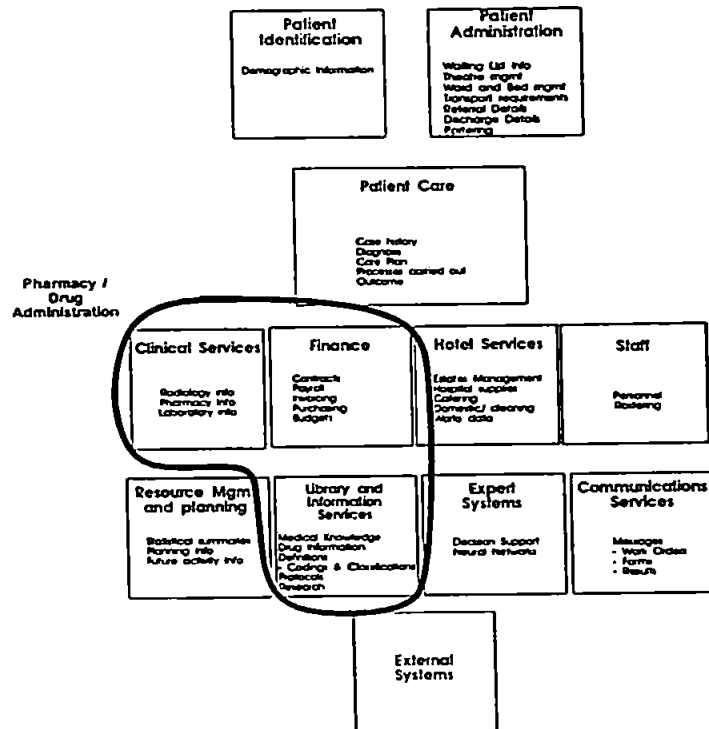 Patient
Identification
Demographic Information
Patient
Administration
Waiting List Info
Theatre mgmt
Ward and Bed mgmt
Transport requirements
Referral Details
Decharge Details
Portering
Patient Care
Case history
Diagnosis
Care Plan
Processes carried out
Outcome
Pharmacy /
Drug
Administration
Clinical Services
Radiology info
Pharmacy info
Laboratory info
Finance
Contracts
Payroll
Invoicing
Purchasing
Budgets
Hotel Services
Estates Management
Hospital supplies
Catering
Domestic/ cleaning
data
Staff
Personnel
Rostering
Resource Mgm
and planning
Statistical summaries
Planning info
Future activity info
Library and
Information
Services
Medical Knowledge
Drug Information
Definitions
- Codings & Classifications
Protocols
Research
Expert
Systems
Decision Support
Neural Networks
Communications
Services
Messages
- Work Orders
- Forms
- Results
External
Systems